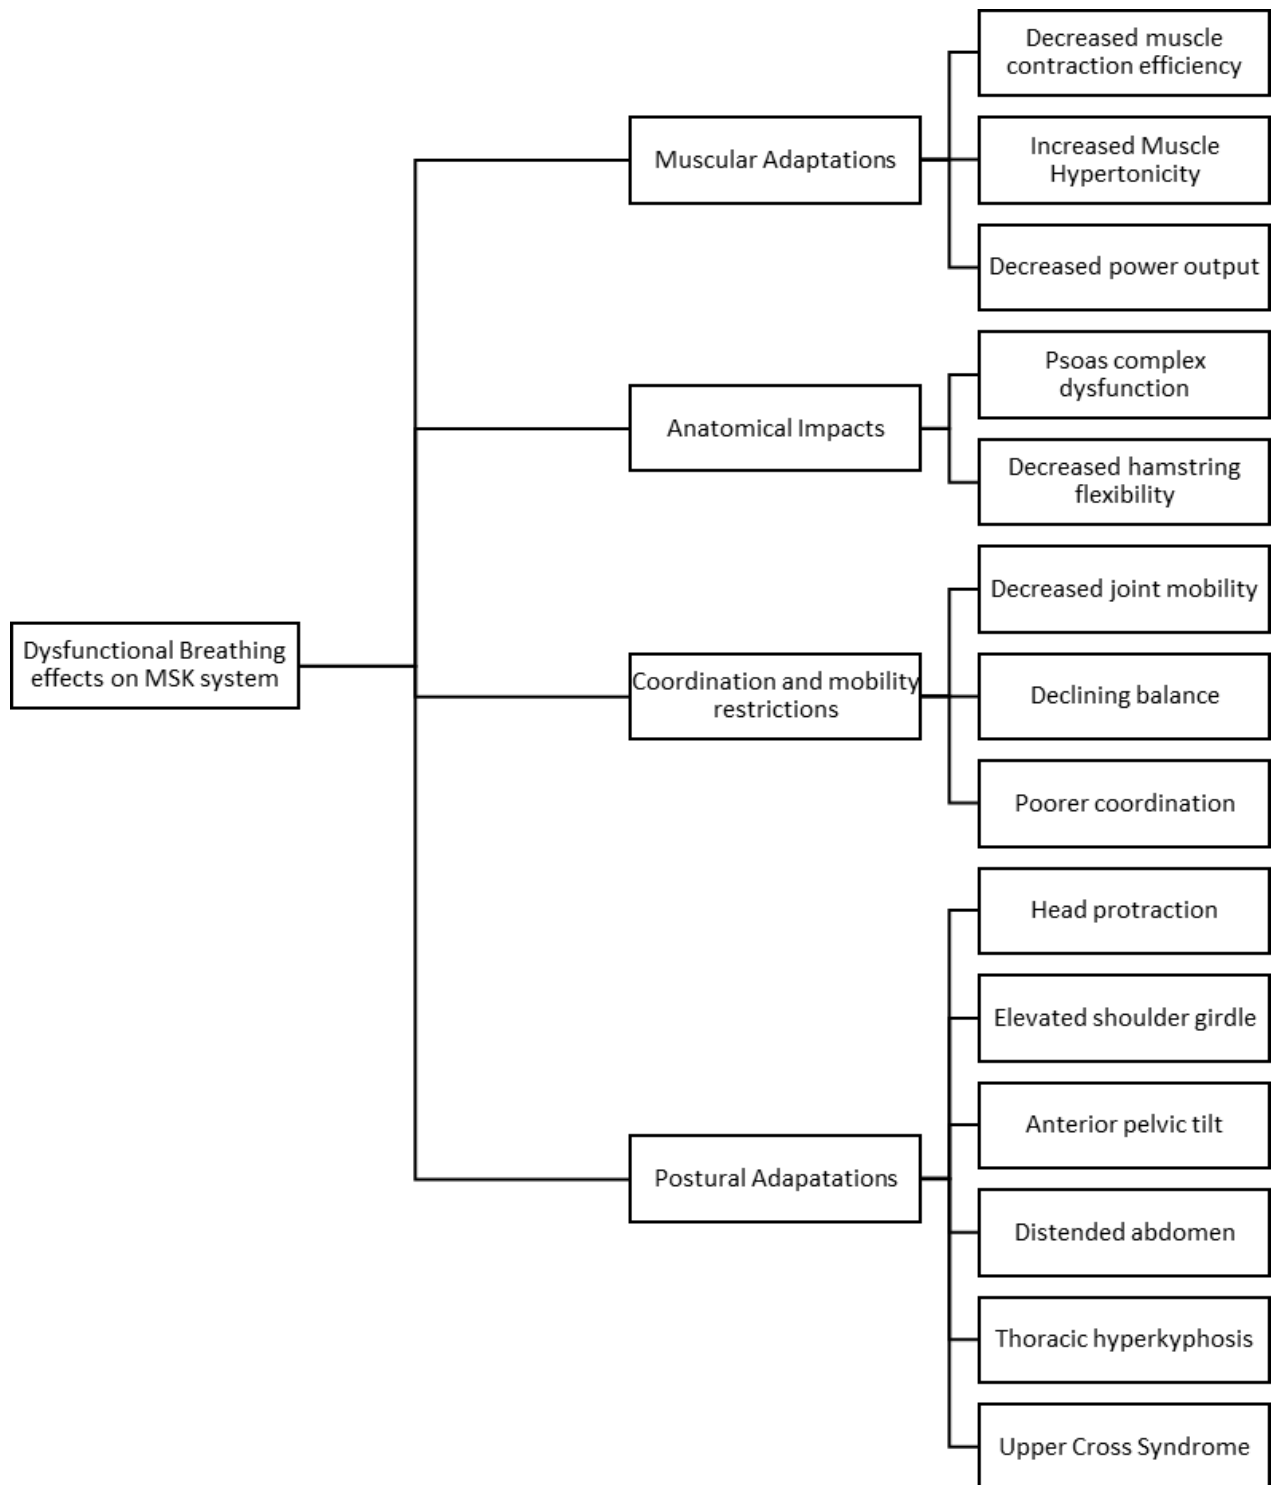 Dysfunctional Breathing
effects on MSK system
Muscular Adaptations
Decreased muscle
contraction efficiency
Increased Muscle
Hypertonicity
Decreased power output
Anatomical Impacts
Psoas complex
dysfunction
Decreased hamstring
flexibility
Coordination and mobility
restrictions
Decreased joint mobility
Declining balance
Poorer coordination
Postural Adapatations
Head protraction
Elevated shoulder girdle
Anterior pelvic tilt
Distended abdomen
Thoracic hyperkyphosis
Upper Cross Syndrome